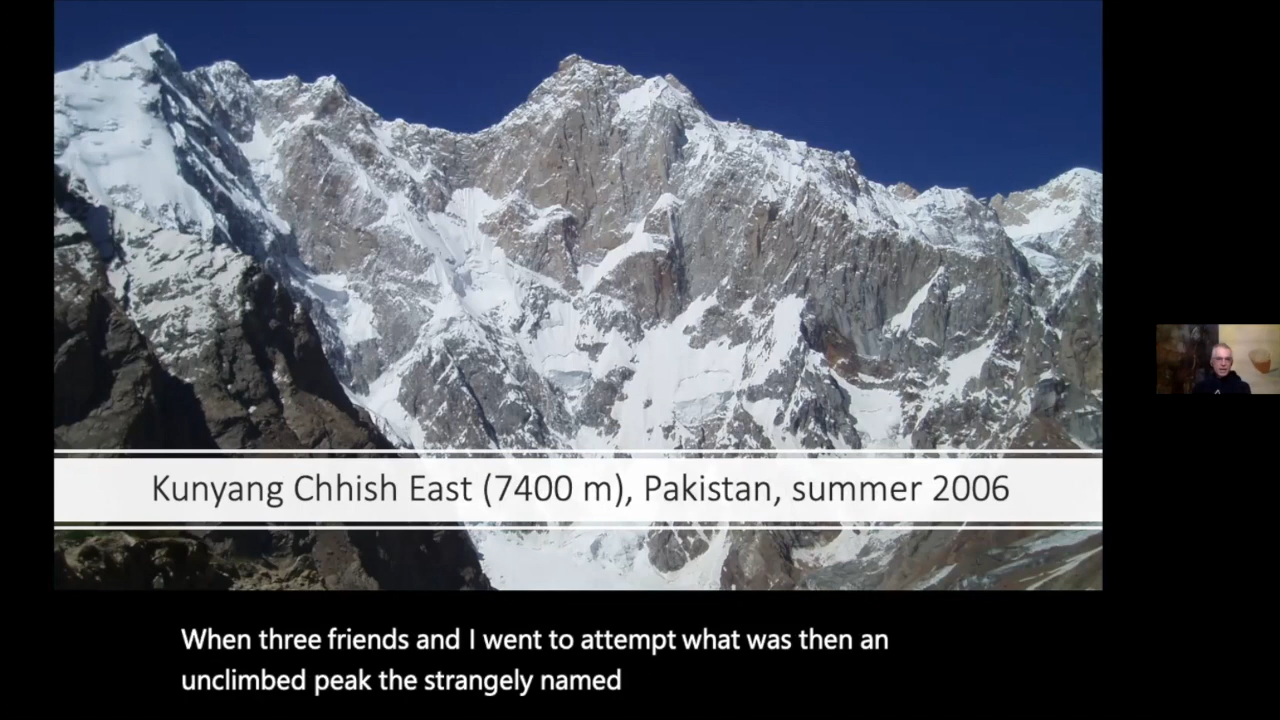 Kunyang Chhish East (7400 m), Pakistan, summer 2006
When three friends and I went to attempt what was then an
unclimbed peak the strangely named